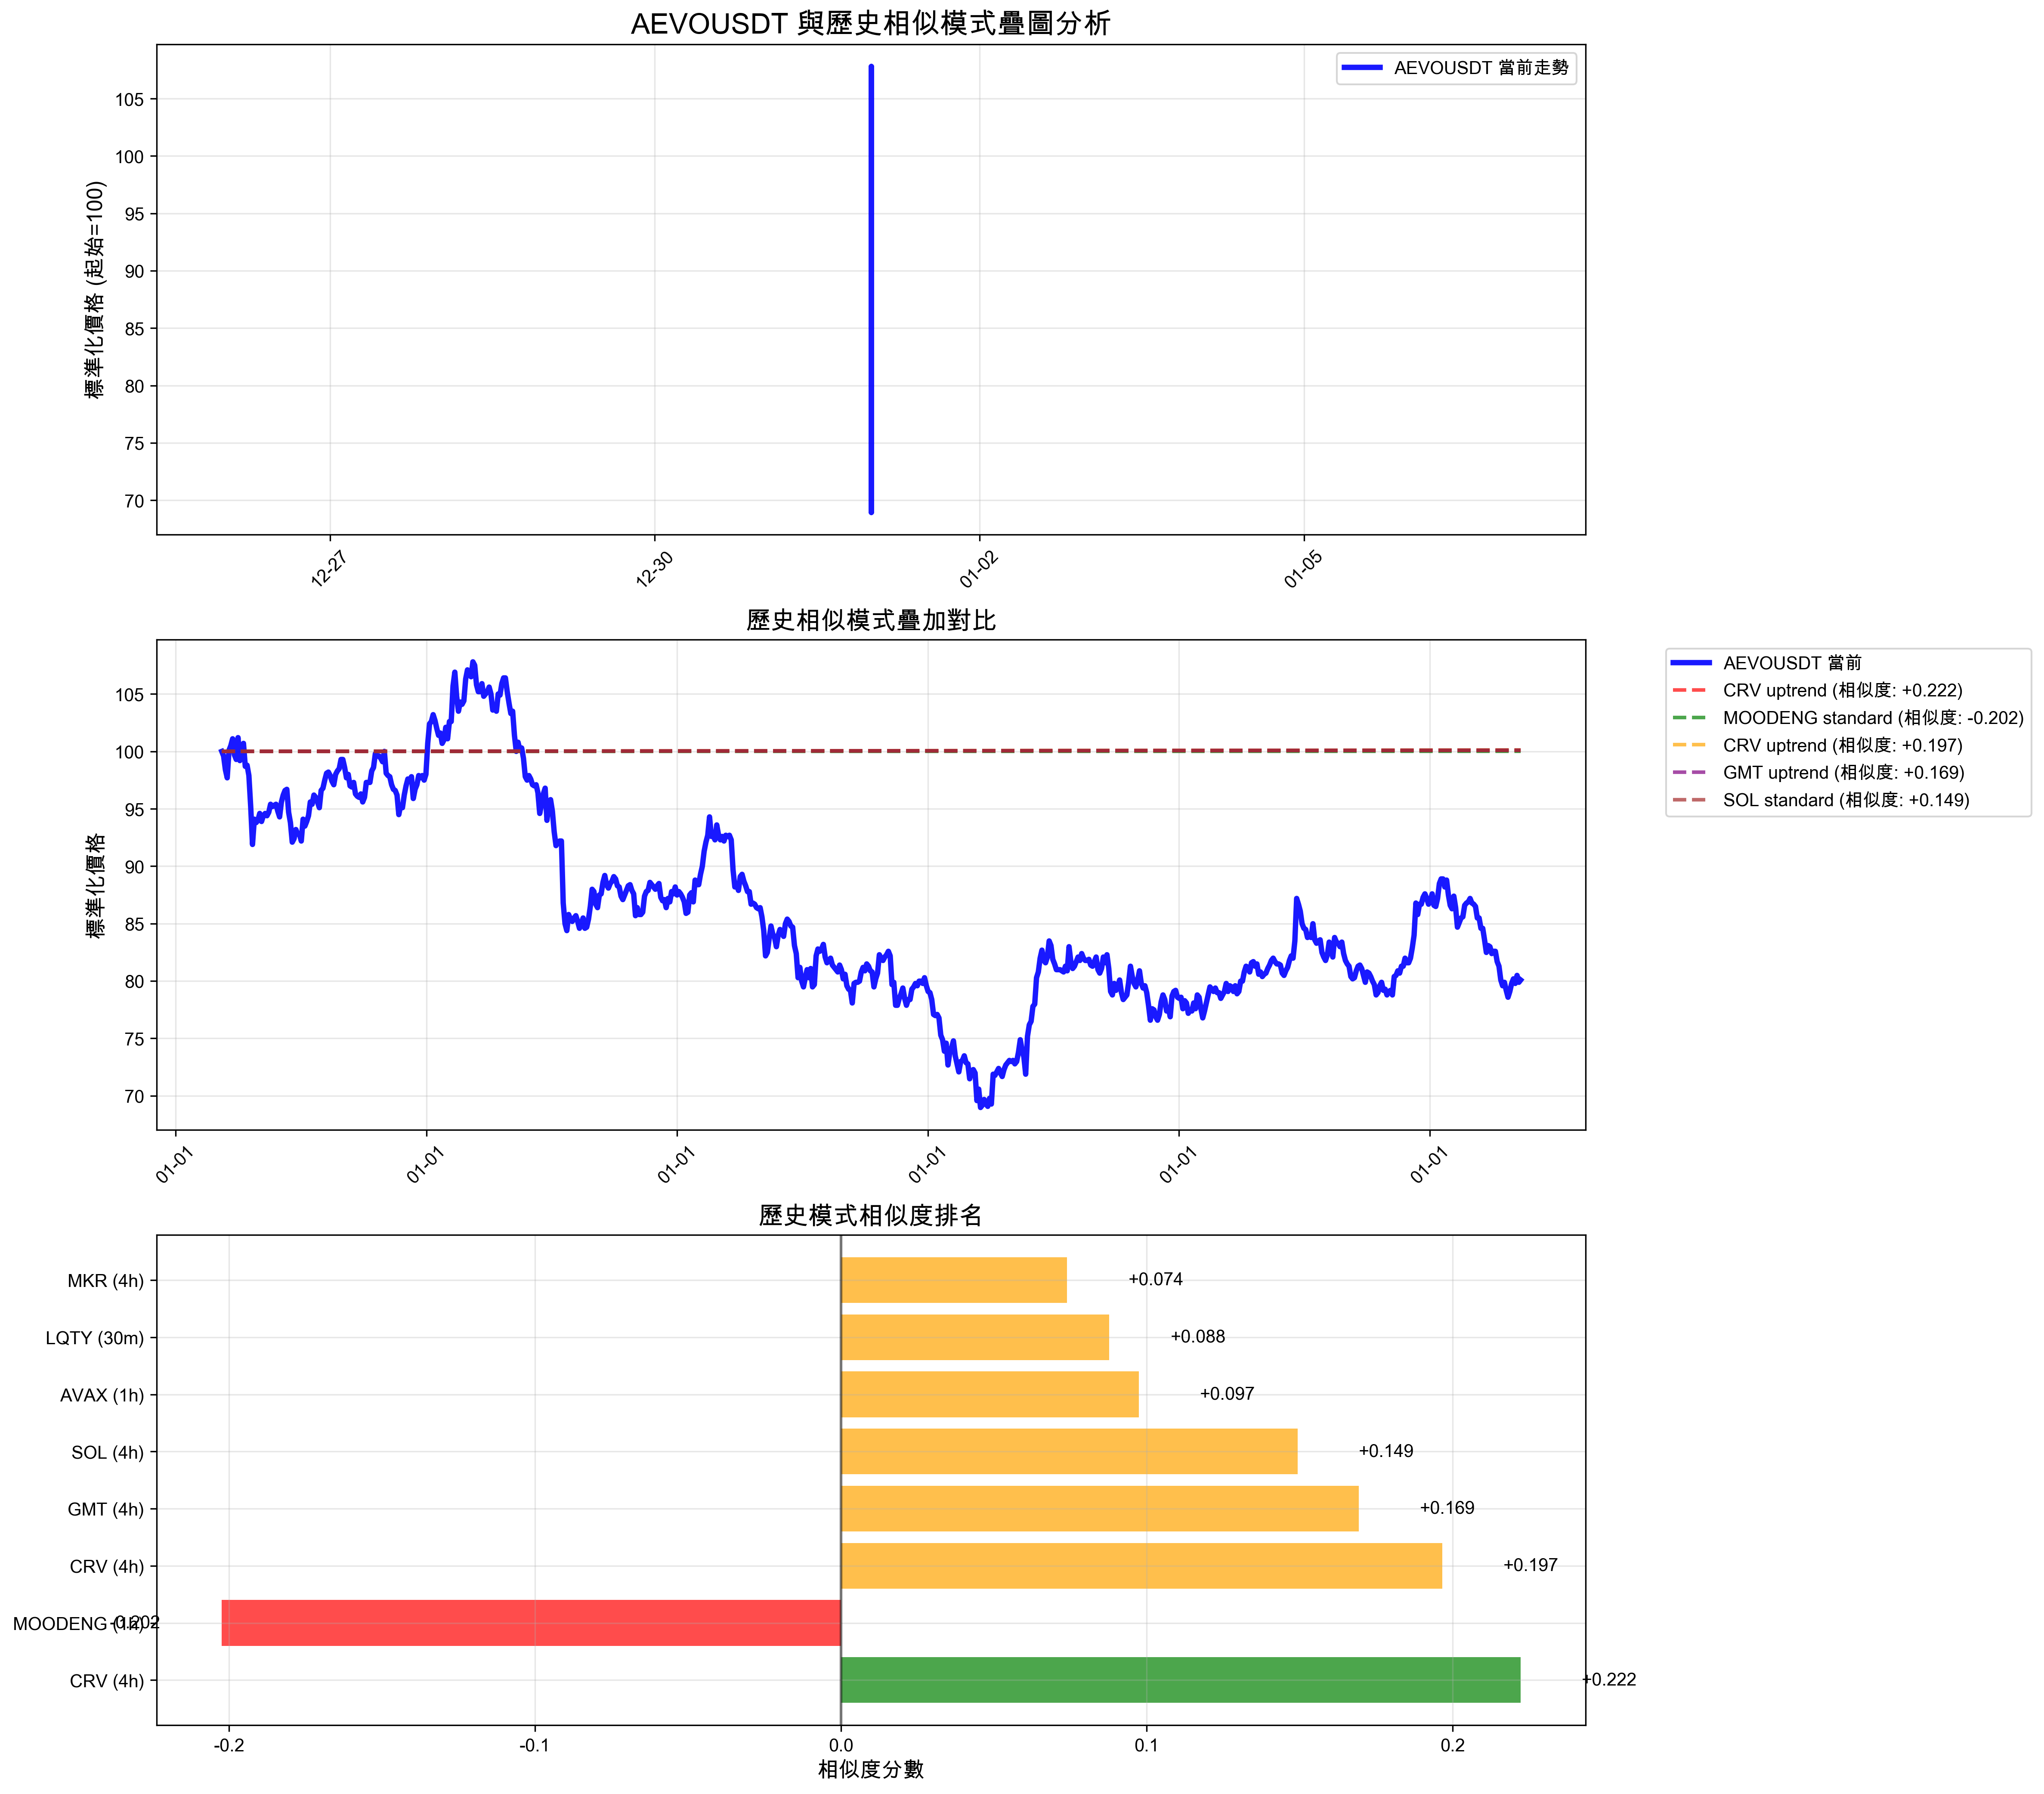 AEVOUSDT 與歷史相似模式疊圖分析
AEVOUSDT 當前走勢
標準化價格 (起始=100)
105
100
95
90
85
80
75
70
12-27
12-30
01-02
01-05
歷史相似模式疊加對比
AEVOUSDT 當前
CRV uptrend (相似度: +0.222)
MOODENG standard (相似度: -0.202)
CRV uptrend (相似度: +0.197)
GMT uptrend (相似度: +0.169)
SOL standard (相似度: +0.149)
標準化價格
105
100
95
90
85
80
75
70
01-01
01-01
01-01
01-01
01-01
01-01
歷史模式相似度排名
MKR (4h)
+0.074
LQTY (30m)
+0.088
AVAX (1h)
+0.097
SOL (4h)
+0.149
GMT (4h)
+0.169
CRV (4h)
+0.197
MOODENG (1h)
-0.202
CRV (4h)
+0.222
-0.2
-0.1
0.0
0.1
0.2
相似度分數